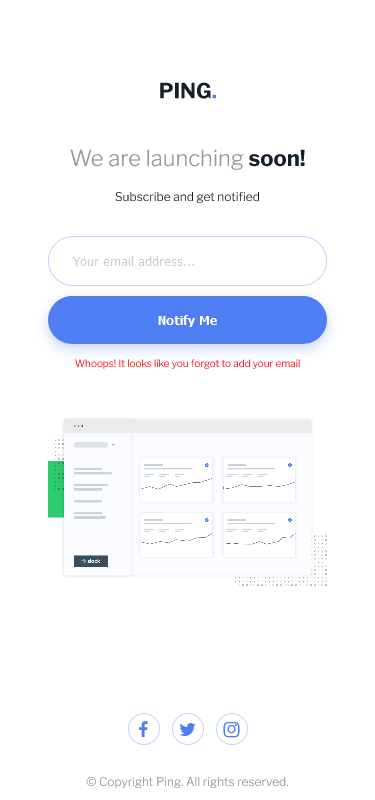 PING.
We are launching soon!
Subscribe and get notified
Your email address...
Notify Me
Whoops! It looks like you forgot to add your email
slack
© Copyright Ping. All rights reserved.